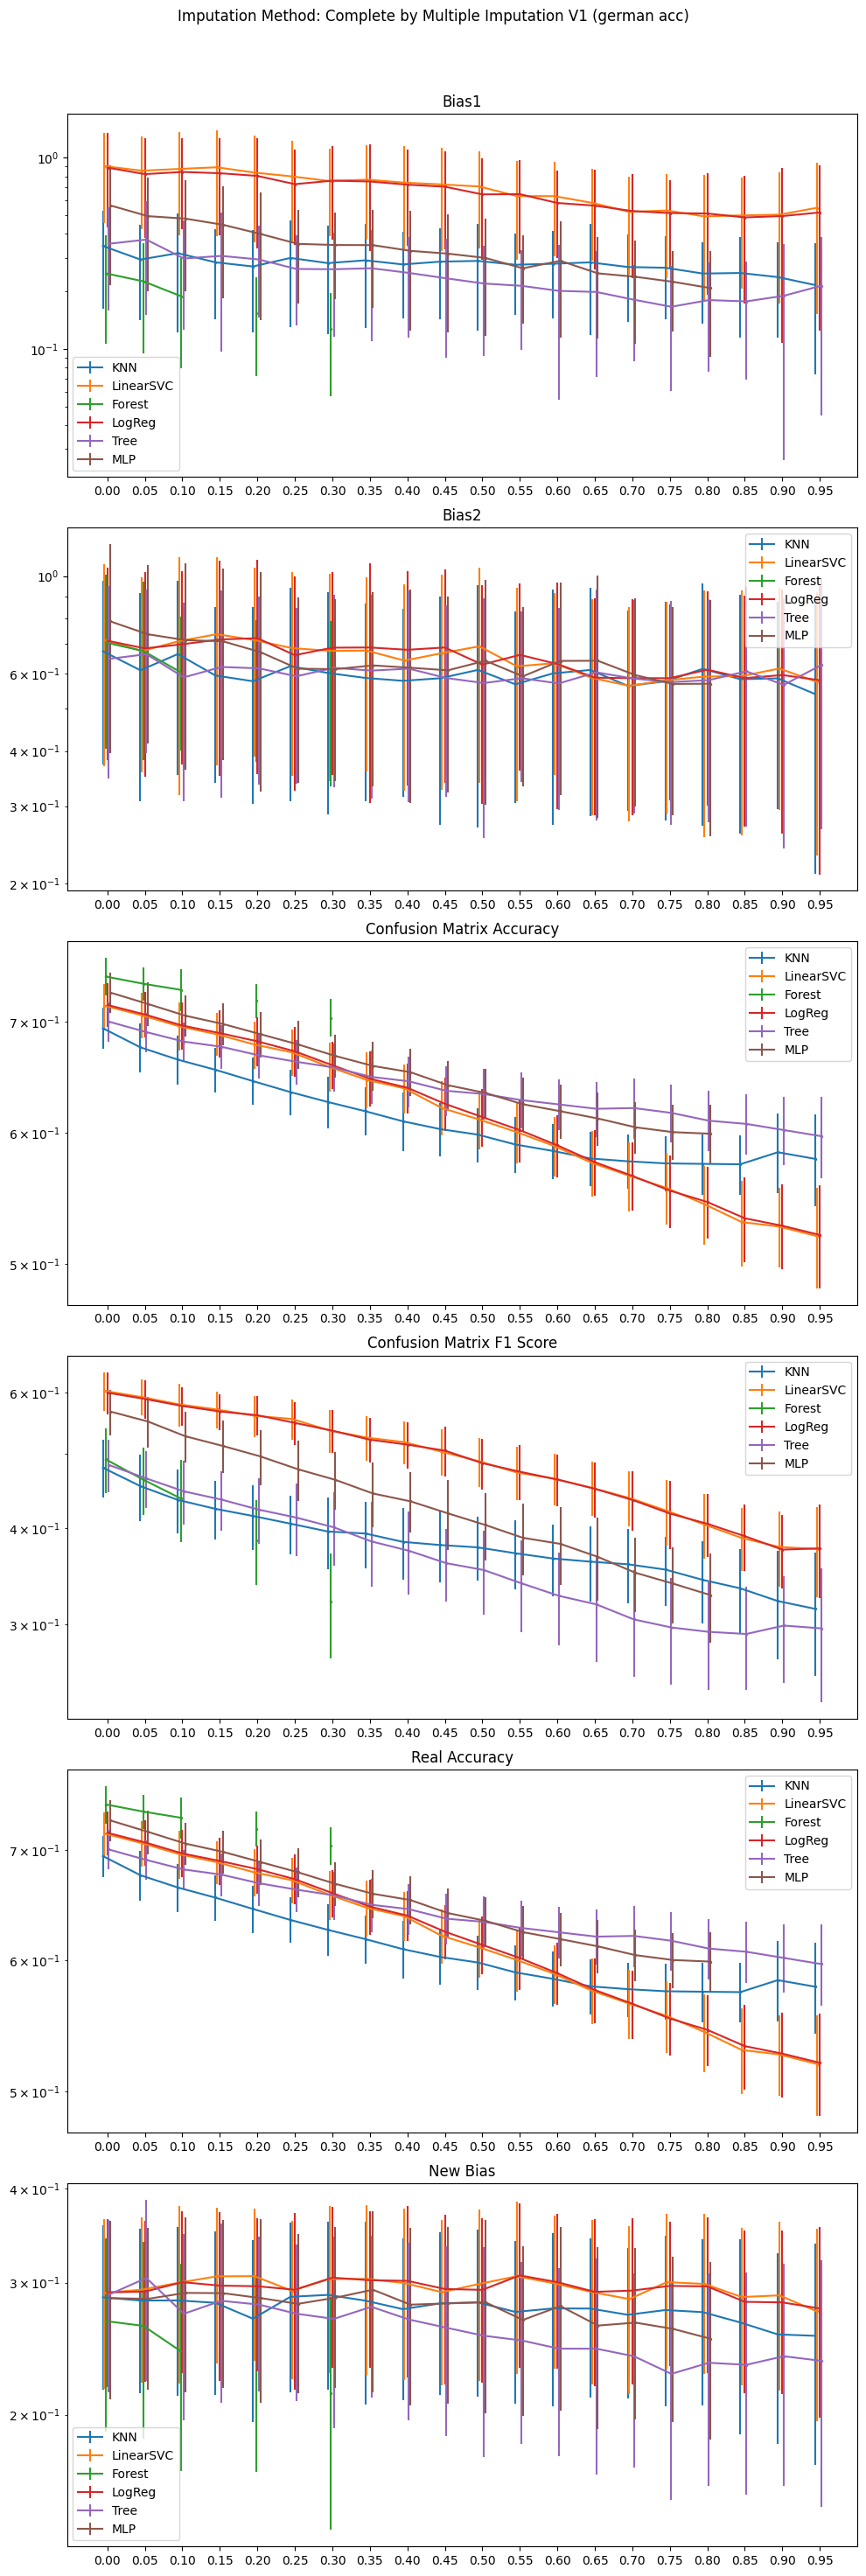 Imputation Method: Complete by Multiple Imputation V1 (german acc)
Bias1
10⁰
10⁻¹
KNN
LinearSVC
Forest
LogReg
Tree
MLP
0.00 0.05 0.10 0.15 0.20 0.25 0.30 0.35 0.40 0.45 0.50 0.55 0.60 0.65 0.70 0.75 0.80 0.85 0.90 0.95
Bias2
10⁰
6 × 10⁻¹
4 × 10⁻¹
3 × 10⁻¹
2 × 10⁻¹
KNN
LinearSVC
Forest
LogReg
Tree
MLP
0.00 0.05 0.10 0.15 0.20 0.25 0.30 0.35 0.40 0.45 0.50 0.55 0.60 0.65 0.70 0.75 0.80 0.85 0.90 0.95
Confusion Matrix Accuracy
7 × 10⁻¹
6 × 10⁻¹
5 × 10⁻¹
KNN
LinearSVC
Forest
LogReg
Tree
MLP
0.00 0.05 0.10 0.15 0.20 0.25 0.30 0.35 0.40 0.45 0.50 0.55 0.60 0.65 0.70 0.75 0.80 0.85 0.90 0.95
Confusion Matrix F1 Score
6 × 10⁻¹
4 × 10⁻¹
3 × 10⁻¹
KNN
LinearSVC
Forest
LogReg
Tree
MLP
0.00 0.05 0.10 0.15 0.20 0.25 0.30 0.35 0.40 0.45 0.50 0.55 0.60 0.65 0.70 0.75 0.80 0.85 0.90 0.95
Real Accuracy
7 × 10⁻¹
6 × 10⁻¹
5 × 10⁻¹
KNN
LinearSVC
Forest
LogReg
Tree
MLP
0.00 0.05 0.10 0.15 0.20 0.25 0.30 0.35 0.40 0.45 0.50 0.55 0.60 0.65 0.70 0.75 0.80 0.85 0.90 0.95
New Bias
4 × 10⁻¹
3 × 10⁻¹
2 × 10⁻¹
KNN
LinearSVC
Forest
LogReg
Tree
MLP
0.00 0.05 0.10 0.15 0.20 0.25 0.30 0.35 0.40 0.45 0.50 0.55 0.60 0.65 0.70 0.75 0.80 0.85 0.90 0.95